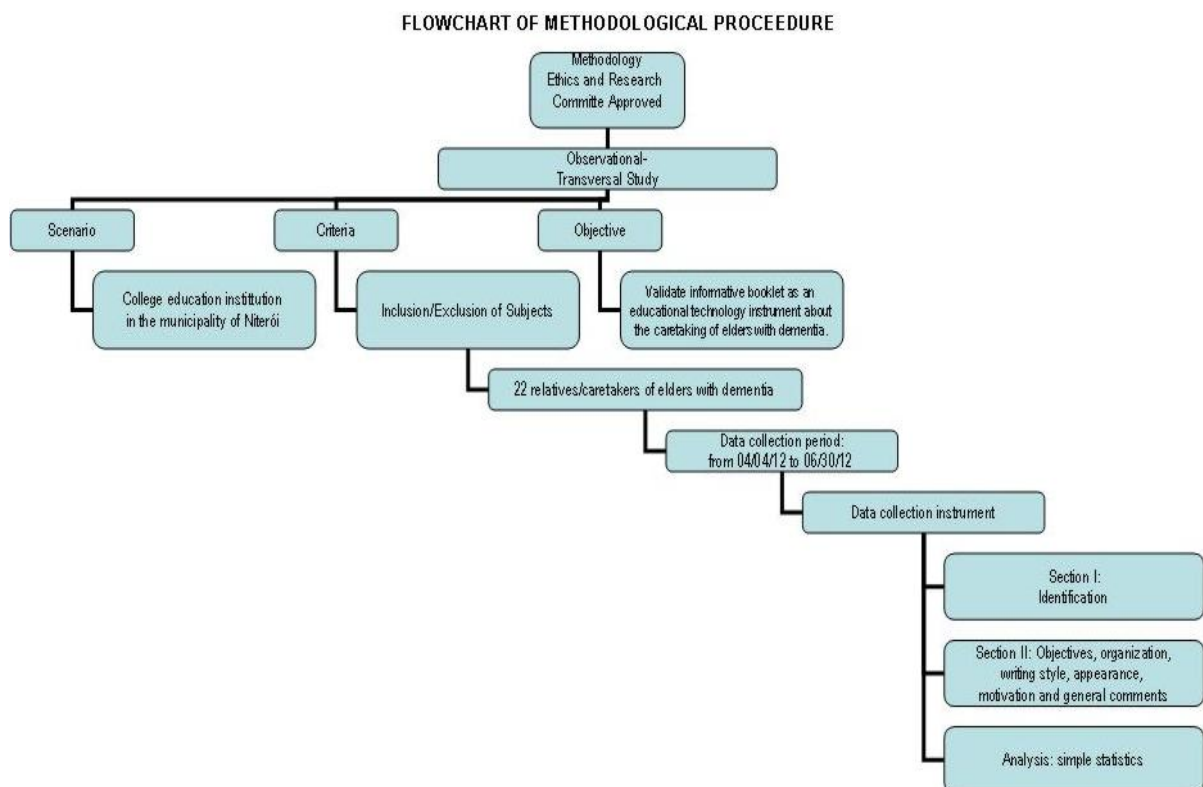 FLOWCHART OF METHODOLOGICAL PROCEEDURE
Methodology
Ethics and Research
Committe Approved
Observational-
Transversal Study
Scenario
Criteria
Objective
College education instittution
in the municipality of Niterói
Inclusion/Exclusion of Subjects
Validate informative booklet as an
educational technology instrument about
the caretaking of elders with dementia.
22 relatives/caretakers of elders with dementia
Data collection period:
from 04/04/12 to 06/30/12
Data collection instrument
Section I:
Identification
Section II: Objectives, organization,
writing style, appearance,
motivation and general comments
Analysis: simple statistics